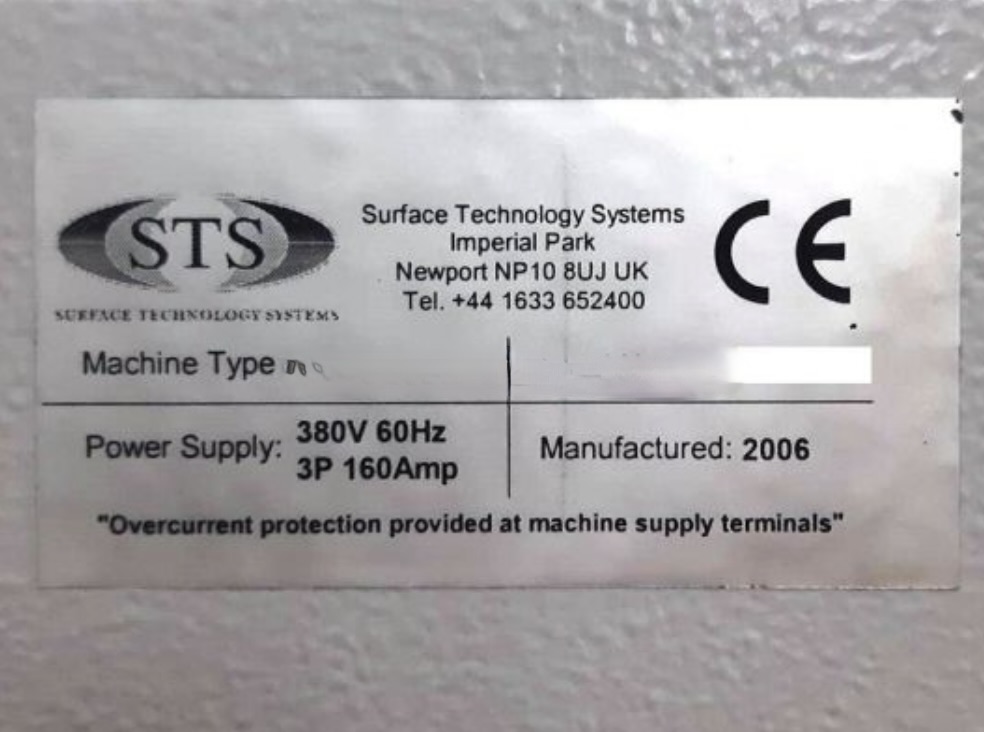 STS
SURFACE TECHNOLOGY SYSTEMS
Surface Technology Systems
Imperial Park
Newport NP10 8UJ UK
Tel. +44 1633 652400
CE
Machine Type
Power Supply: 380V 60Hz
3P 160Amp
Manufactured: 2006
"Overcurrent protection provided at machine supply terminals"